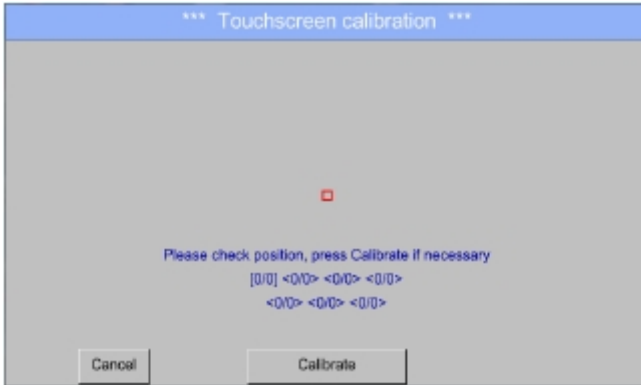 *** Touchscreen calibration ***
Please check position, press Calibrate if necessary
[0/0] <0/0> <0/0> <0/0>
<0/0> <0/0> <0/0>
Cancel
Calibrate